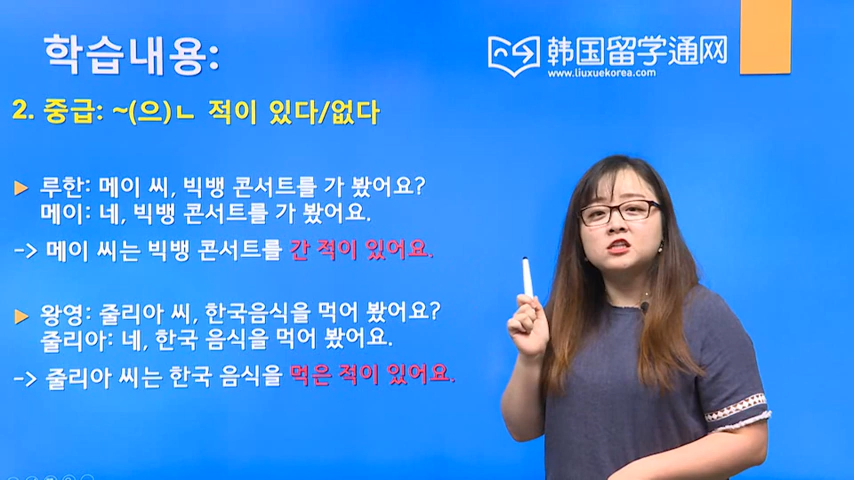 학습내용:
韩国留学通网
www.liuxuekorea.com
2. 중급: ~(으)ㄴ 적이 있다/없다
▶ 루한: 메이 씨, 빅뱅 콘서트를 가 봤어요?
메이: 네, 빅뱅 콘서트를 가 봤어요.
-> 메이 씨는 빅뱅 콘서트를 간 적이 있어요.
▶ 왕영: 줄리아 씨, 한국음식을 먹어 봤어요?
줄리아: 네, 한국 음식을 먹어 봤어요.
-> 줄리아 씨는 한국 음식을 먹은 적이 있어요.